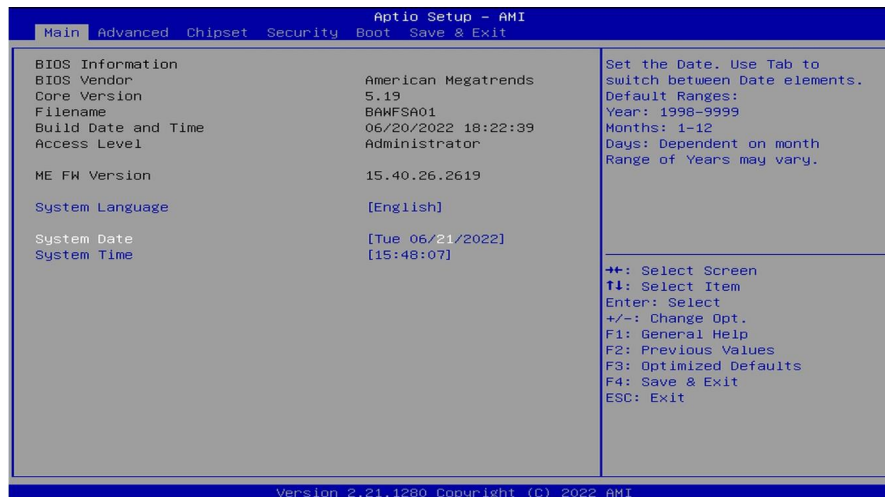 Aptio Setup – AMI
Main Advanced Chipset Security Boot Save & Exit
BIOS Information
BIOS Vendor American Megatrends
Core Version 5.19
Filename BAWFSA01
Build Date and Time 06/20/2022 18:22:39
Access Level Administrator
ME FW Version 15.40.26.2619
System Language [English]
System Date [Tue 06/21/2022]
System Time [15:48:07]
Set the Date. Use Tab to
switch between Date elements.
Default Ranges:
Year: 1998-9999
Months: 1-12
Days: Dependent on month
Range of Years may vary.
→←: Select Screen
↑↓: Select Item
Enter: Select
+/-: Change Opt.
F1: General Help
F2: Previous Values
F3: Optimized Defaults
F4: Save & Exit
ESC: Exit
Version 2.21.1280 Copyright (C) 2022 AMI